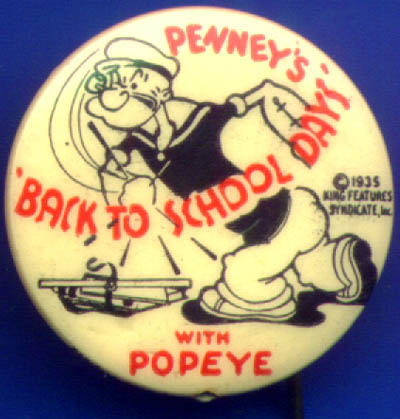 PENNEY'S
'BACK TO SCHOOL DAYS'
© 1935
KING FEATURES
SYNDICATE, Inc.
WITH
POPEYE